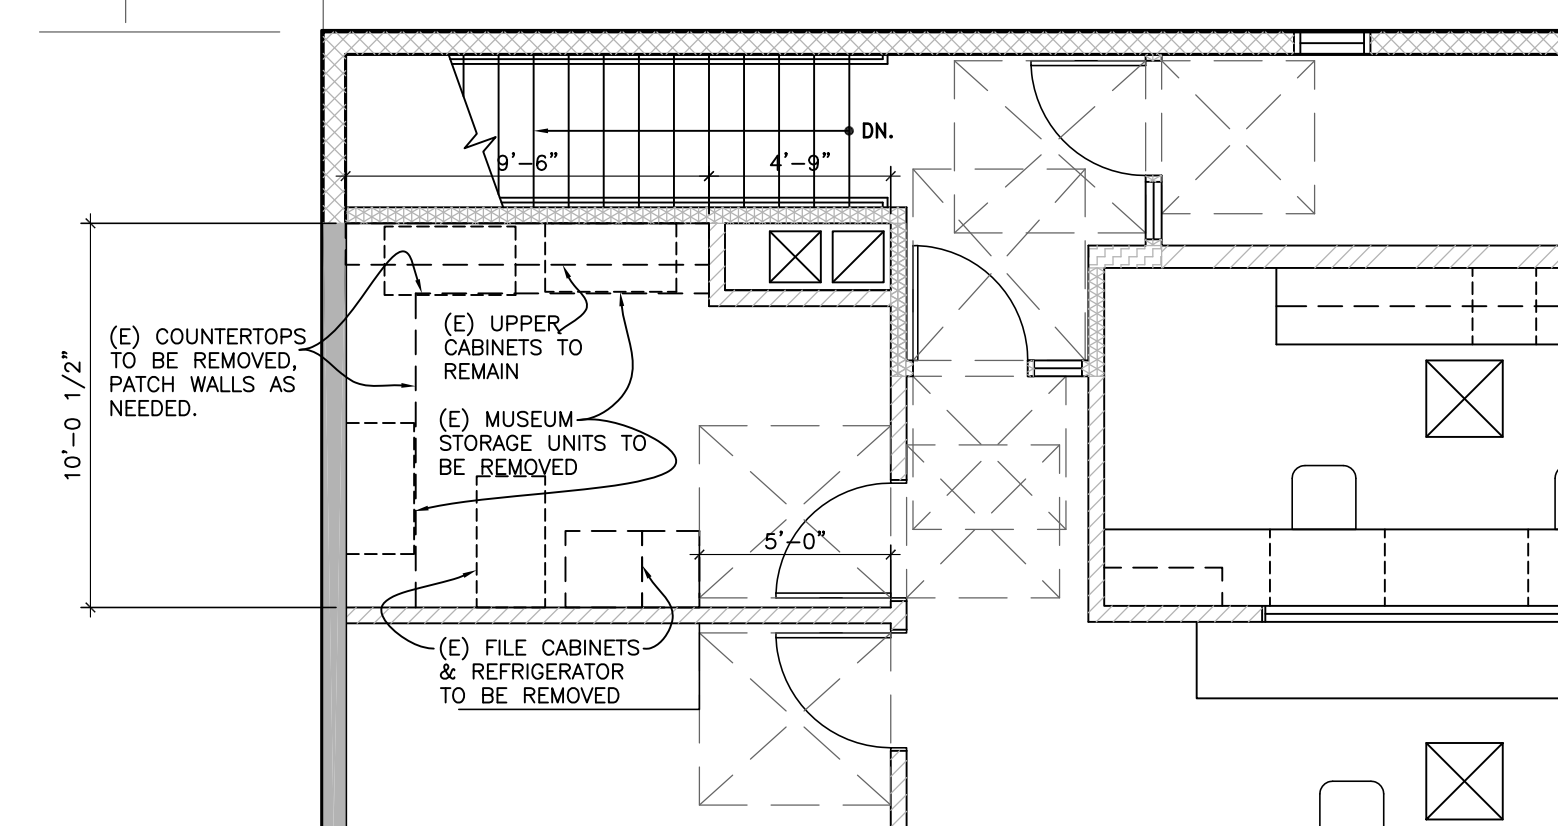 DN.
9'-6"
4'-9"
(E) COUNTERTOPS
TO BE REMOVED,
PATCH WALLS AS
NEEDED.
10'-0 1/2"
(E) UPPER
CABINETS TO
REMAIN
(E) MUSEUM
STORAGE UNITS TO
BE REMOVED
5'-0"
(E) FILE CABINETS
& REFRIGERATOR
TO BE REMOVED